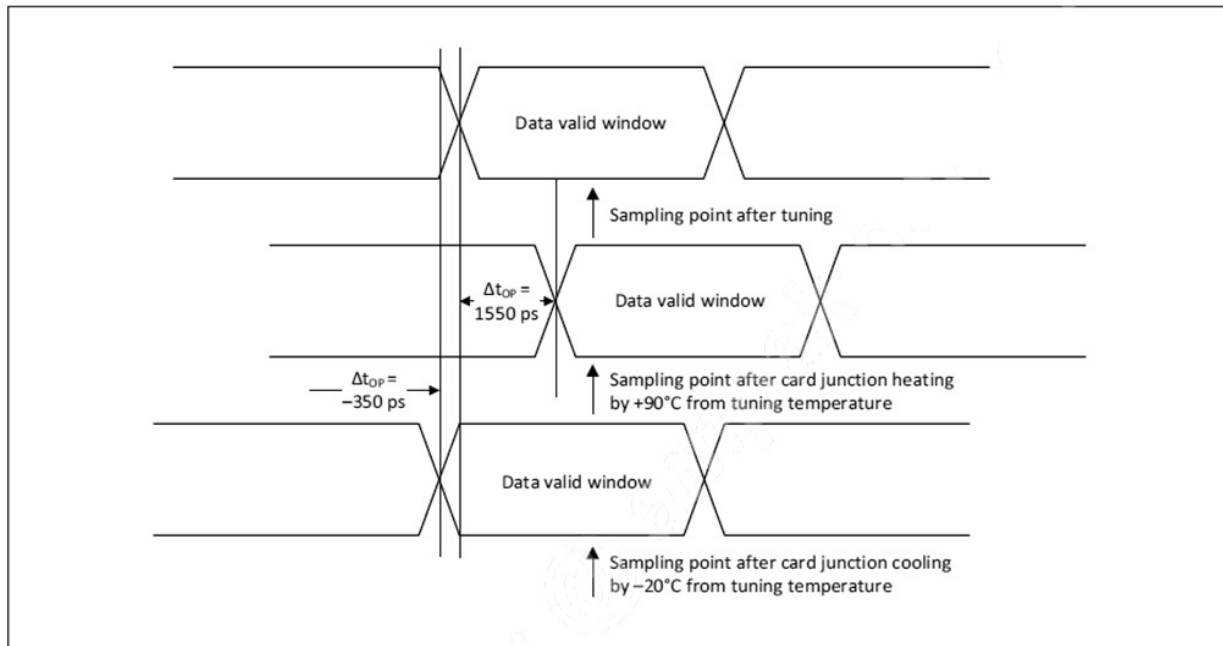 Data valid window
Sampling point after tuning
Δtₒₚ =
1550 ps
Data valid window
Δtₒₚ =
−350 ps
Sampling point after card junction heating
by +90°C from tuning temperature
Data valid window
Sampling point after card junction cooling
by −20°C from tuning temperature